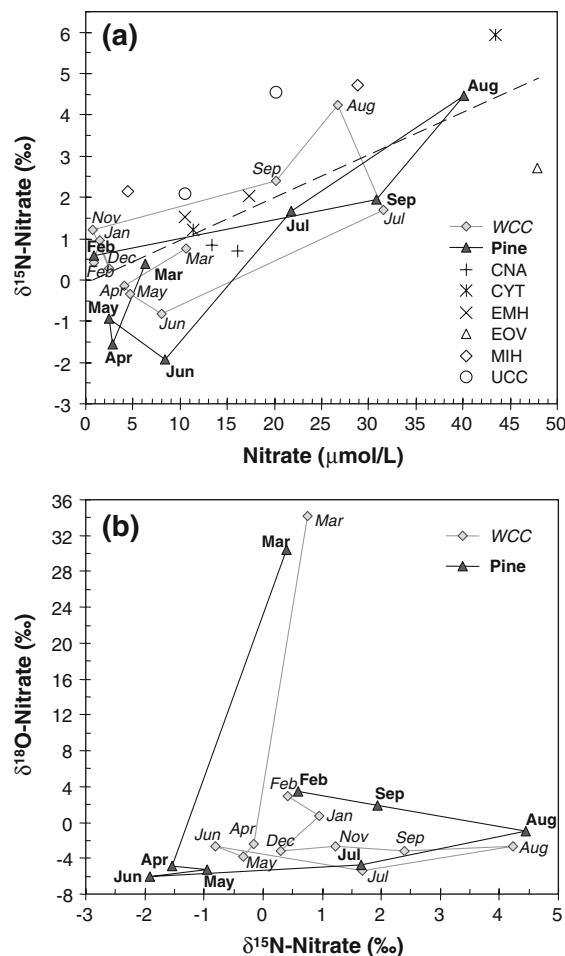 (a)
6
5
4
3
2
1
0
-1
-2
-3
δ¹⁵N-Nitrate (‰)
Aug
Aug
Sep
Nov
Jan
Feb
Dec
Feb
Mar
Mar
Apr
May
May
Apr
Jun
Jun
Jul
Sep
Jul
WCC
Pine
CNA
CYT
EMH
EOV
MIH
UCC
0 5 10 15 20 25 30 35 40 45 50
Nitrate (μmol/L)
(b)
36
32
28
24
20
16
12
8
4
0
-4
-8
δ¹⁸O-Nitrate (‰)
Mar
Mar
WCC
Pine
Feb
Feb
Sep
Jan
Aug
Jun
Apr
Dec
Nov
Sep
Aug
Apr
May
Jul
Jul
Jun
May
-3 -2 -1 0 1 2 3 4 5
δ¹⁵N-Nitrate (‰)